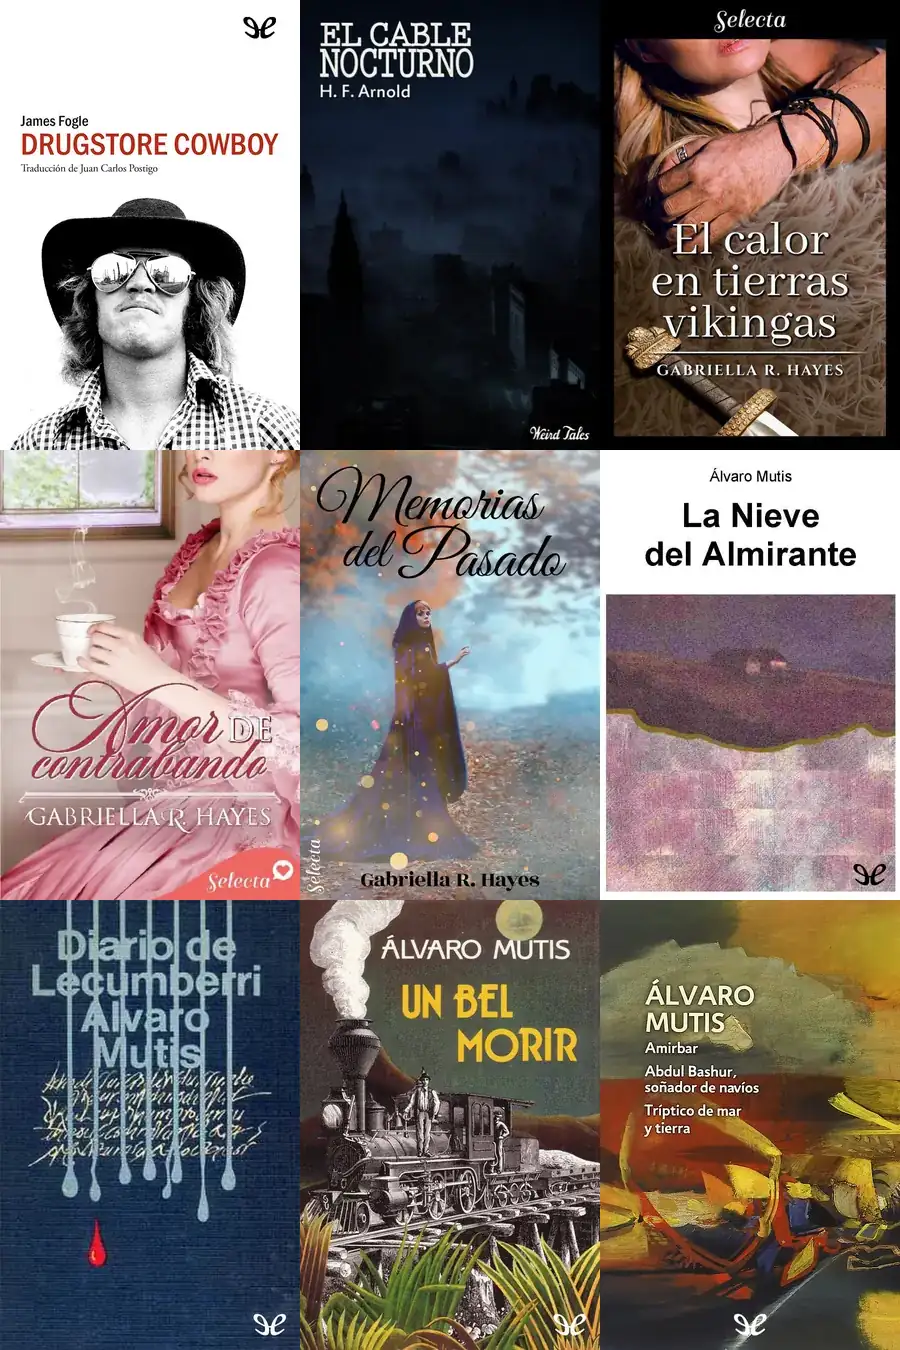 James Fogle
DRUGSTORE COWBOY
Traducción de Juan Carlos Postigo
EL CABLE
NOCTURNO
H. F. Arnold
Weird Tales
Selecta
El calor
en tierras
vikingas
GABRIELLA R. HAYES
Amor DE
contrabando
GABRIELLA R. HAYES
Selecta
Memorias
del Pasado
Selecta
Gabriella R. Hayes
Álvaro Mutis
La Nieve
del Almirante
Diario de
Lecumberri
Alvaro
Mutis
ÁLVARO MUTIS
UN BEL
MORIR
ÁLVARO
MUTIS
Amirbar
Abdul Bashur,
soñador de navíos
Tríptico de mar
y tierra